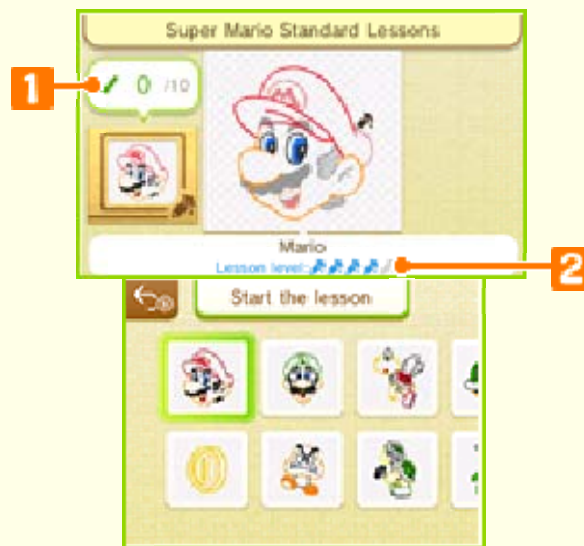 Super Mario Standard Lessons
1
0 /10
Mario
Lesson level:
2
Start the lesson